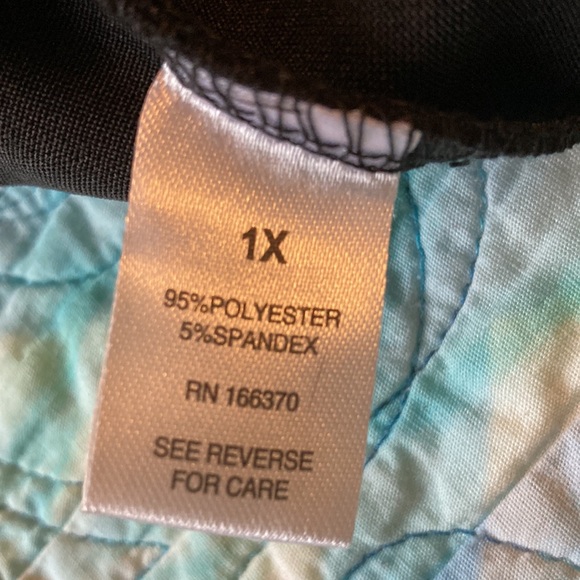 1X
95%POLYESTER
5%SPANDEX
RN 166370
SEE REVERSE
FOR CARE